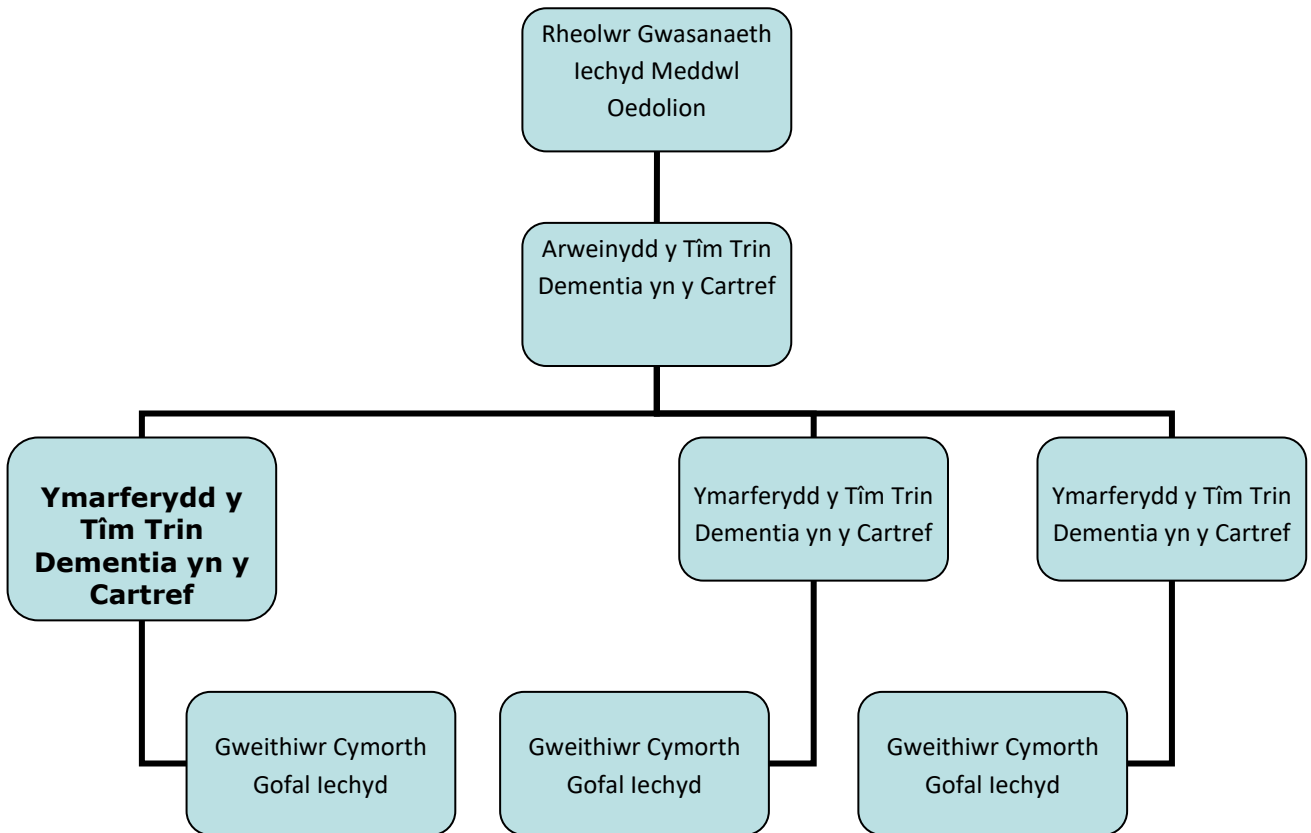 Rheolwr Gwasanaeth
Iechyd Meddwl
Oedolion
Arweinydd y Tîm Trin
Dementia yn y Cartref
Ymarferydd y
Tîm Trin
Dementia yn y
Cartref
Ymarferydd y Tîm Trin
Dementia yn y Cartref
Ymarferydd y Tîm Trin
Dementia yn y Cartref
Gweithiwr Cymorth
Gofal Iechyd
Gweithiwr Cymorth
Gofal Iechyd
Gweithiwr Cymorth
Gofal Iechyd